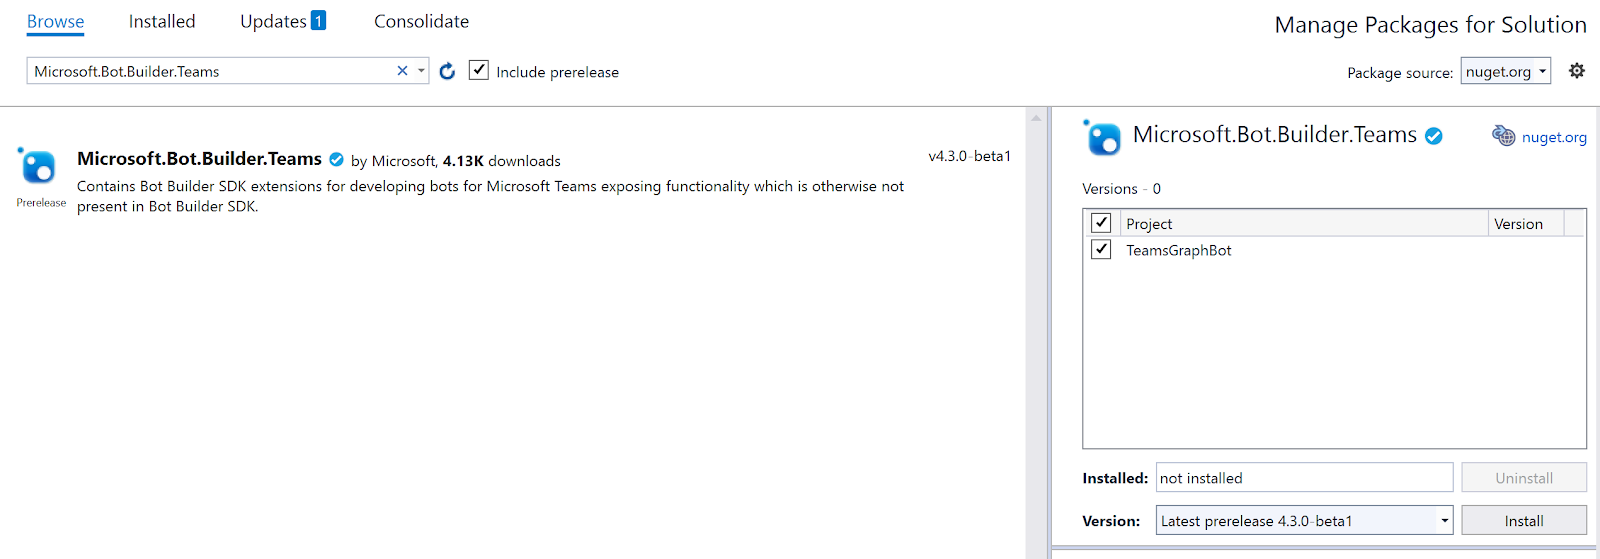 Browse Installed Updates 1 Consolidate
Manage Packages for Solution
Microsoft.Bot.Builder.Teams
Include prerelease
Package source: nuget.org
Microsoft.Bot.Builder.Teams by Microsoft, 4.13K downloads
v4.3.0-beta1
Contains Bot Builder SDK extensions for developing bots for Microsoft Teams exposing functionality which is otherwise not
present in Bot Builder SDK.
Prerelease
Microsoft.Bot.Builder.Teams
nuget.org
Versions - 0
Project Version
TeamsGraphBot
Installed: not installed Uninstall
Version: Latest prerelease 4.3.0-beta1 Install